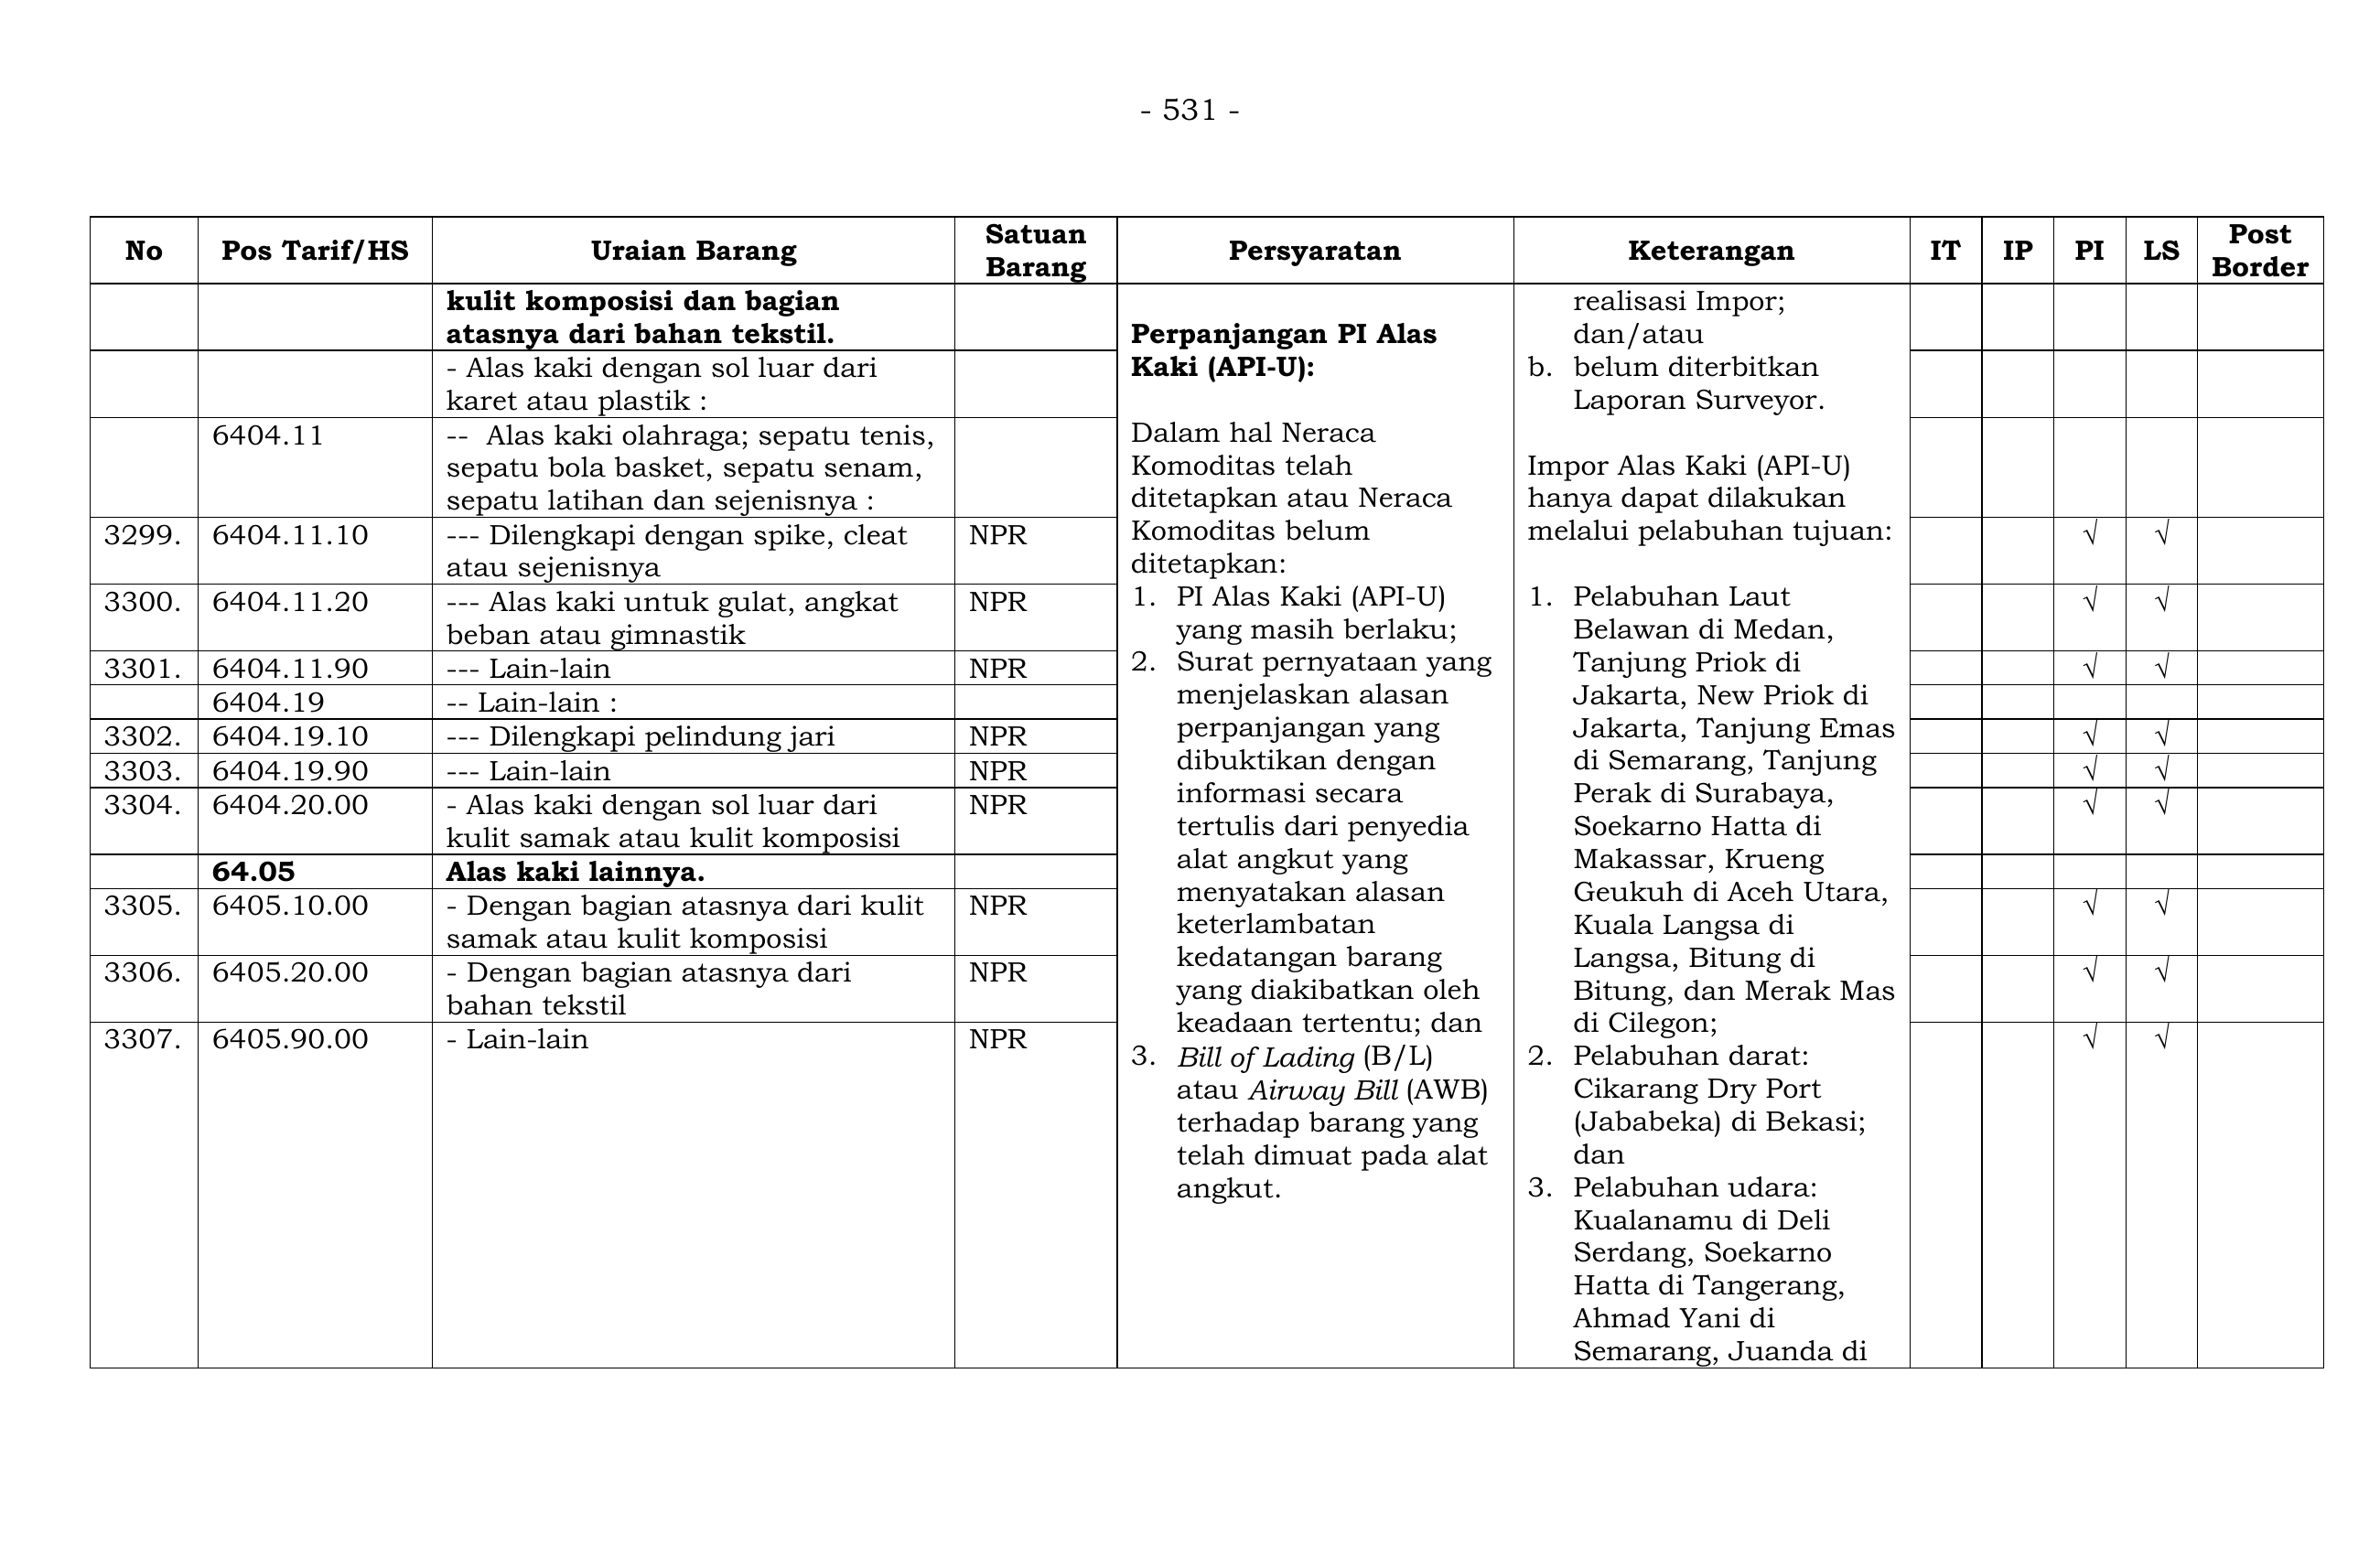 - 531 -
No Pos Tarif/HS Uraian Barang Satuan Barang Persyaratan Keterangan IT IP PI LS Post Border
kulit komposisi dan bagian
atasnya dari bahan tekstil.
- Alas kaki dengan sol luar dari
karet atau plastik :
6404.11 -- Alas kaki olahraga; sepatu tenis,
sepatu bola basket, sepatu senam,
sepatu latihan dan sejenisnya :
3299. 6404.11.10 --- Dilengkapi dengan spike, cleat NPR √ √
atau sejenisnya
3300. 6404.11.20 --- Alas kaki untuk gulat, angkat NPR √ √
beban atau gimnastik
3301. 6404.11.90 --- Lain-lain NPR √ √
6404.19 -- Lain-lain :
3302. 6404.19.10 --- Dilengkapi pelindung jari NPR √ √
3303. 6404.19.90 --- Lain-lain NPR √ √
3304. 6404.20.00 - Alas kaki dengan sol luar dari NPR √ √
kulit samak atau kulit komposisi
64.05 Alas kaki lainnya.
3305. 6405.10.00 - Dengan bagian atasnya dari kulit NPR √ √
samak atau kulit komposisi
3306. 6405.20.00 - Dengan bagian atasnya dari NPR √ √
bahan tekstil
3307. 6405.90.00 - Lain-lain NPR √ √
Perpanjangan PI Alas
Kaki (API-U):
Dalam hal Neraca
Komoditas telah
ditetapkan atau Neraca
Komoditas belum
ditetapkan:
1. PI Alas Kaki (API-U)
yang masih berlaku;
2. Surat pernyataan yang
menjelaskan alasan
perpanjangan yang
dibuktikan dengan
informasi secara
tertulis dari penyedia
alat angkut yang
menyatakan alasan
keterlambatan
kedatangan barang
yang diakibatkan oleh
keadaan tertentu; dan
3. Bill of Lading (B/L)
atau Airway Bill (AWB)
terhadap barang yang
telah dimuat pada alat
angkut.
realisasi Impor;
dan/atau
b. belum diterbitkan
Laporan Surveyor.
Impor Alas Kaki (API-U)
hanya dapat dilakukan
melalui pelabuhan tujuan:
1. Pelabuhan Laut
Belawan di Medan,
Tanjung Priok di
Jakarta, New Priok di
Jakarta, Tanjung Emas
di Semarang, Tanjung
Perak di Surabaya,
Soekarno Hatta di
Makassar, Krueng
Geukuh di Aceh Utara,
Kuala Langsa di
Langsa, Bitung di
Bitung, dan Merak Mas
di Cilegon;
2. Pelabuhan darat:
Cikarang Dry Port
(Jababeka) di Bekasi;
dan
3. Pelabuhan udara:
Kualanamu di Deli
Serdang, Soekarno
Hatta di Tangerang,
Ahmad Yani di
Semarang, Juanda di